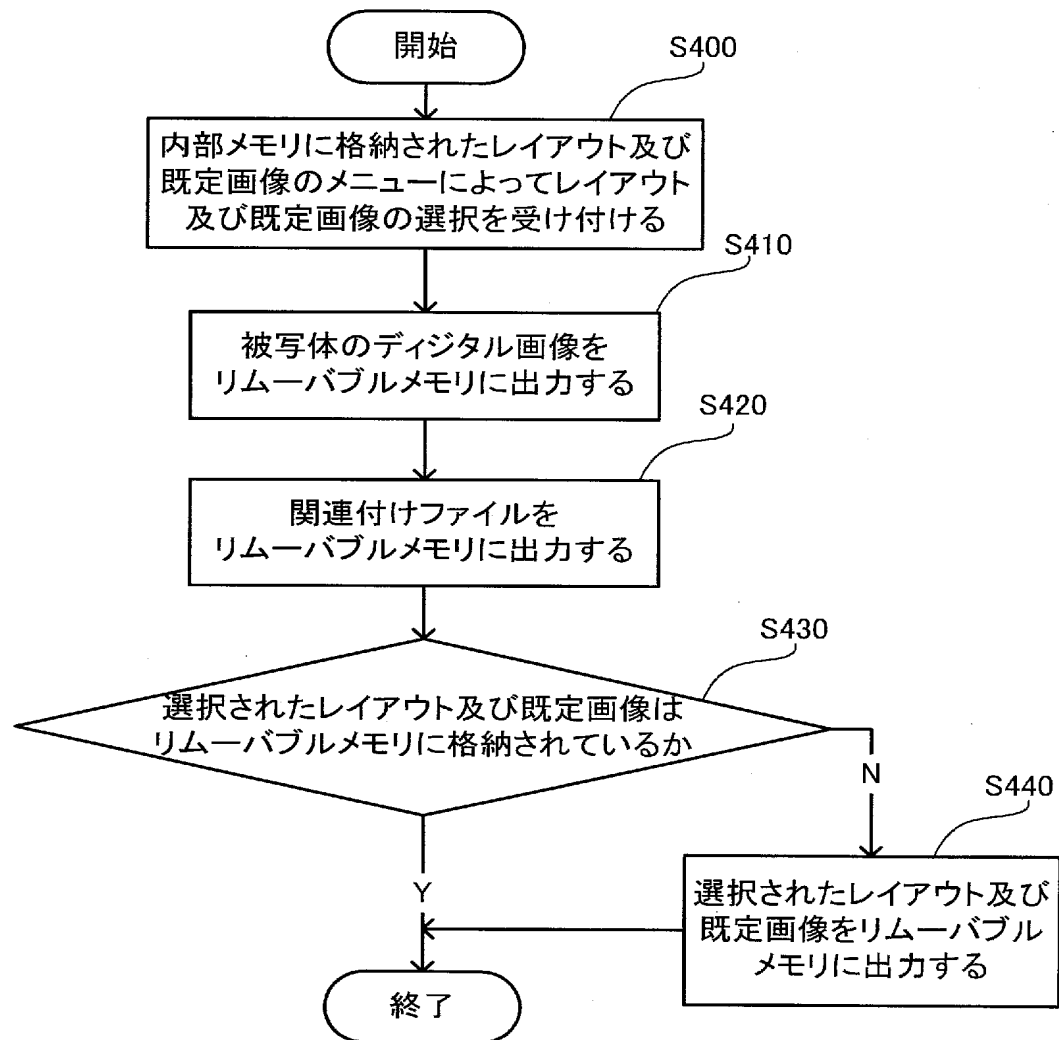 開始
S400
内部メモリに格納されたレイアウト及び
既定画像のメニューによってレイアウト
及び既定画像の選択を受け付ける
S410
被写体のディジタル画像を
リムーバブルメモリに出力する
S420
関連付けファイルを
リムーバブルメモリに出力する
S430
選択されたレイアウト及び既定画像は
リムーバブルメモリに格納されているか
N
S440
選択されたレイアウト及び
既定画像をリムーバブル
メモリに出力する
Y
終了